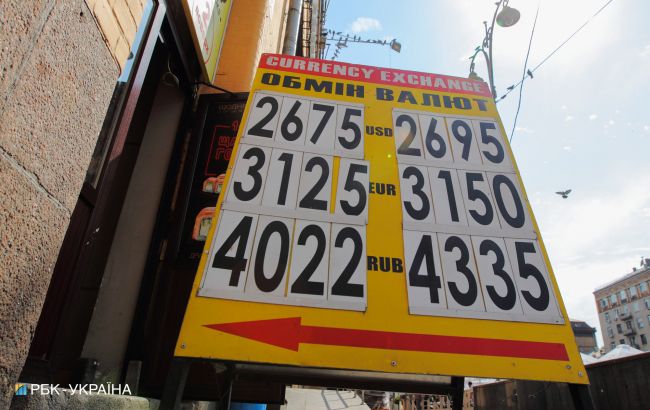 CURRENCY EXCHANGE
ОБМІН ВАЛЮТ
2675 USD 2695
3125 EUR 3150
4022 RUB 4335
РБК-УКРАЇНА